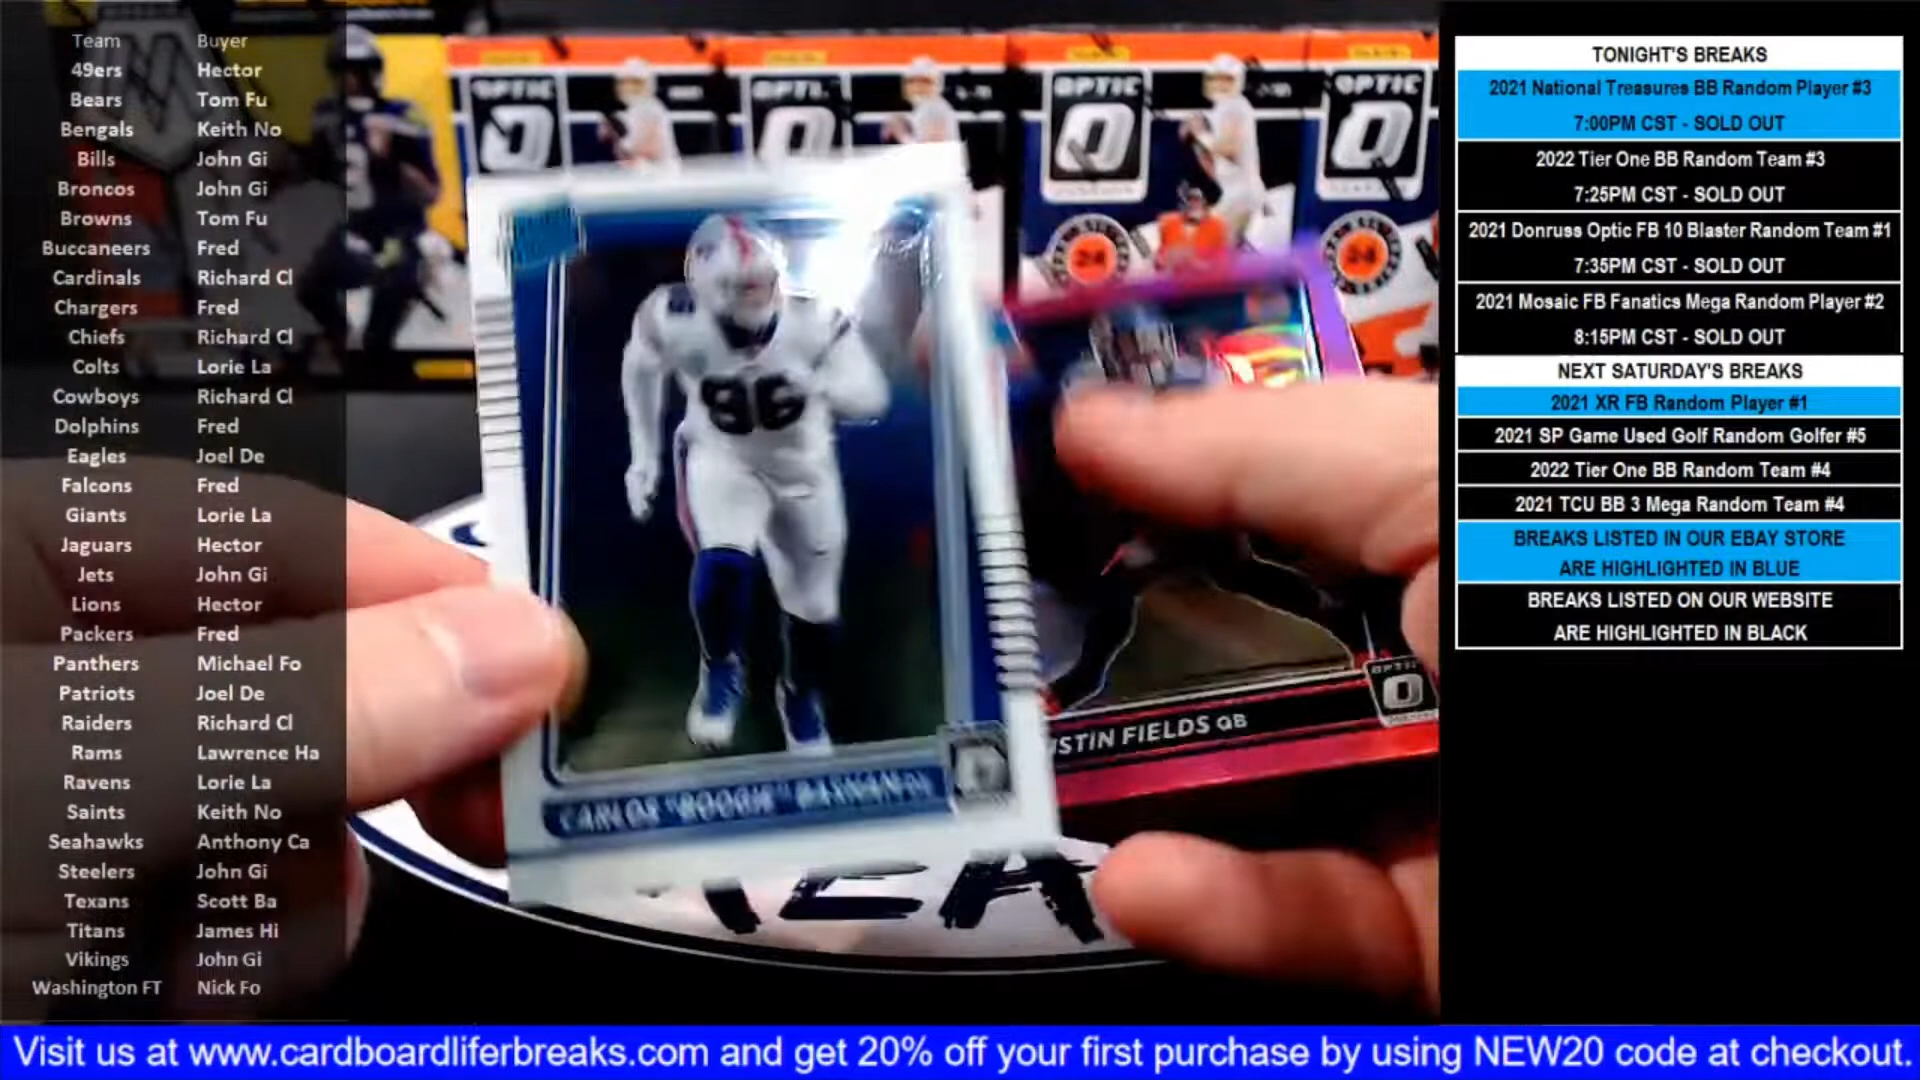 Team Buyer
49ers Hector
Bears Tom Fu
Bengals Keith No
Bills John Gi
Broncos John Gi
Browns Tom Fu
Buccaneers Fred
Cardinals Richard Cl
Chargers Fred
Chiefs Richard Cl
Colts Lorie La
Cowboys Richard Cl
Dolphins Fred
Eagles Joel De
Falcons Fred
Giants Lorie La
Jaguars Hector
Jets John Gi
Lions Hector
Packers Fred
Panthers Michael Fo
Patriots Joel De
Raiders Richard Cl
Rams Lawrence Ha
Ravens Lorie La
Saints Keith No
Seahawks Anthony Ca
Steelers John Gi
Texans Scott Ba
Titans James Hi
Vikings John Gi
Washington FT Nick Fo
OPTIC
OPTIC
OPTIC
24
24
86
CARLOS "BOOGIE" BASHAM
STIN FIELDS QB
OPTIC
TONIGHT'S BREAKS
2021 National Treasures BB Random Player #3
7:00PM CST - SOLD OUT
2022 Tier One BB Random Team #3
7:25PM CST - SOLD OUT
2021 Donruss Optic FB 10 Blaster Random Team #1
7:35PM CST - SOLD OUT
2021 Mosaic FB Fanatics Mega Random Player #2
8:15PM CST - SOLD OUT
NEXT SATURDAY'S BREAKS
2021 XR FB Random Player #1
2021 SP Game Used Golf Random Golfer #5
2022 Tier One BB Random Team #4
2021 TCU BB 3 Mega Random Team #4
BREAKS LISTED IN OUR EBAY STORE
ARE HIGHLIGHTED IN BLUE
BREAKS LISTED ON OUR WEBSITE
ARE HIGHLIGHTED IN BLACK
Visit us at www.cardboardliferbreaks.com and get 20% off your first purchase by using NEW20 code at checkout.